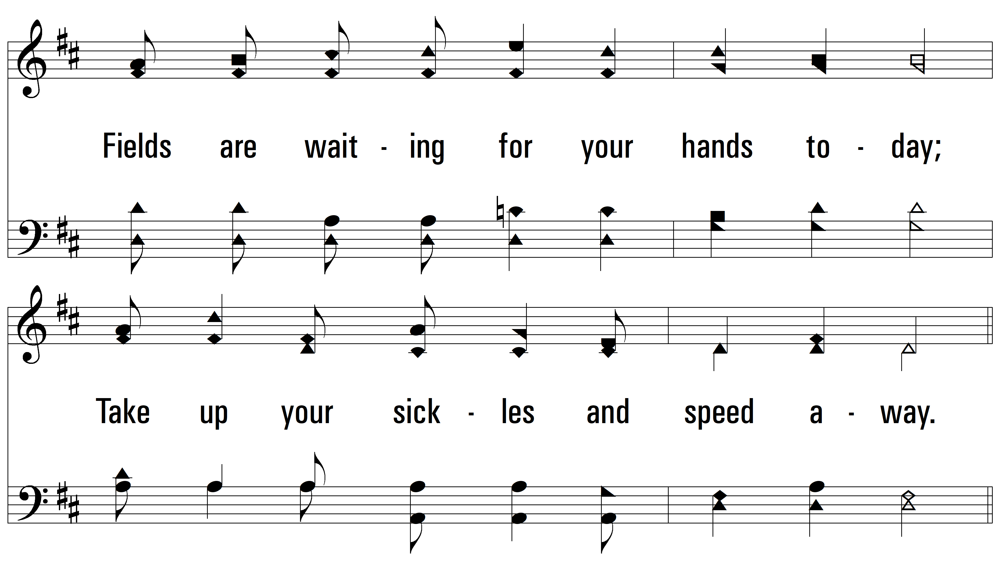 Fields are wait - ing for your hands to - day;
Take up your sick - les and speed a - way.